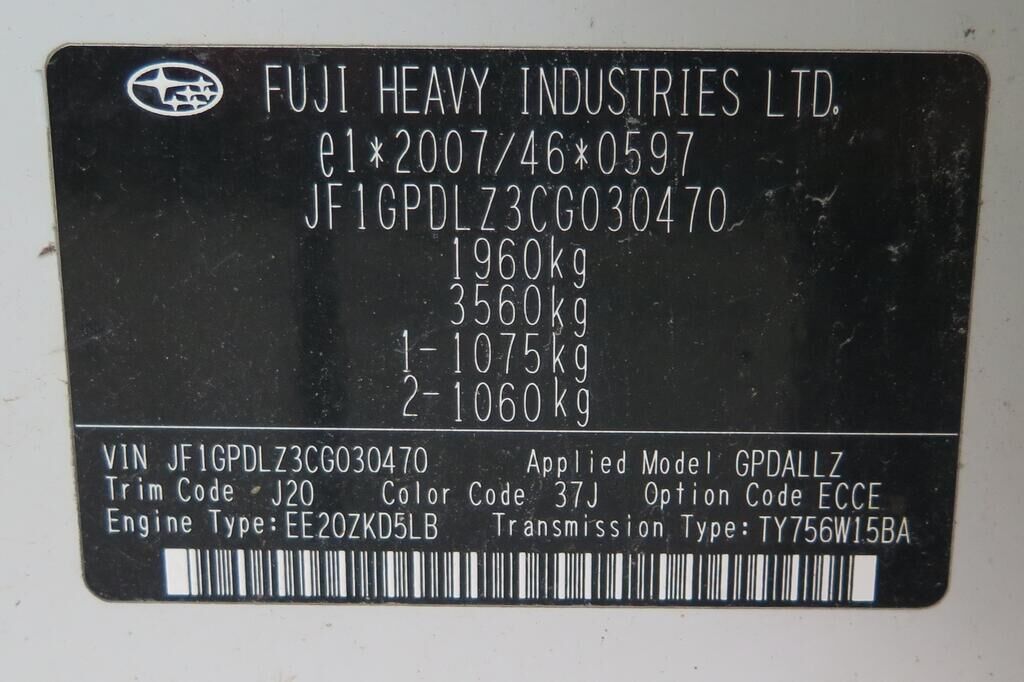 FUJI HEAVY INDUSTRIES LTD.
e1*2007/46*0597
JF1GPDLZ3CG030470
1960kg
3560kg
1-1075kg
2-1060kg
VIN JF1GPDLZ3CG030470 Applied Model GPDALLZ
Trim Code J20 Color Code 37J Option Code ECCE
Engine Type: EE20ZKD5LB Transmission Type: TY756W15BA